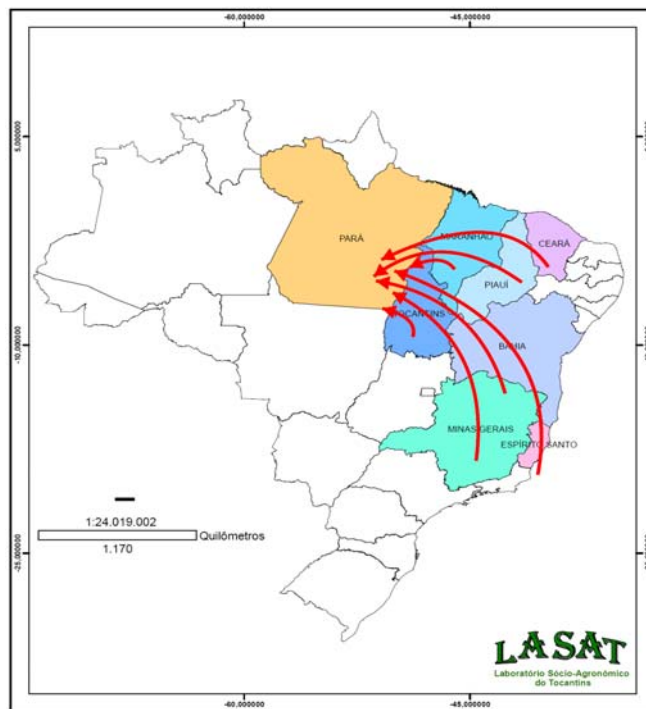 -60,000000 -45,000000
5,000000
PARÁ
MARANHÃO
CEARÁ
PIAUÍ
TOCANTINS
-10,000000
BAHIA
MINAS GERAIS
ESPÍRITO SANTO
1:24.019.002
Quilômetros
1.170
-25,000000
LASAT
Laboratório Sócio-Agronómico
do Tocantins
-60,000000 -45,000000